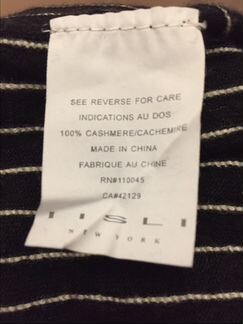 SEE REVERSE FOR CARE
INDICATIONS AU DOS
100% CASHMERE/CACHEMIRE
MADE IN CHINA
FABRIQUE AU CHINE
RN#110045
CA#42129
NEW YORK